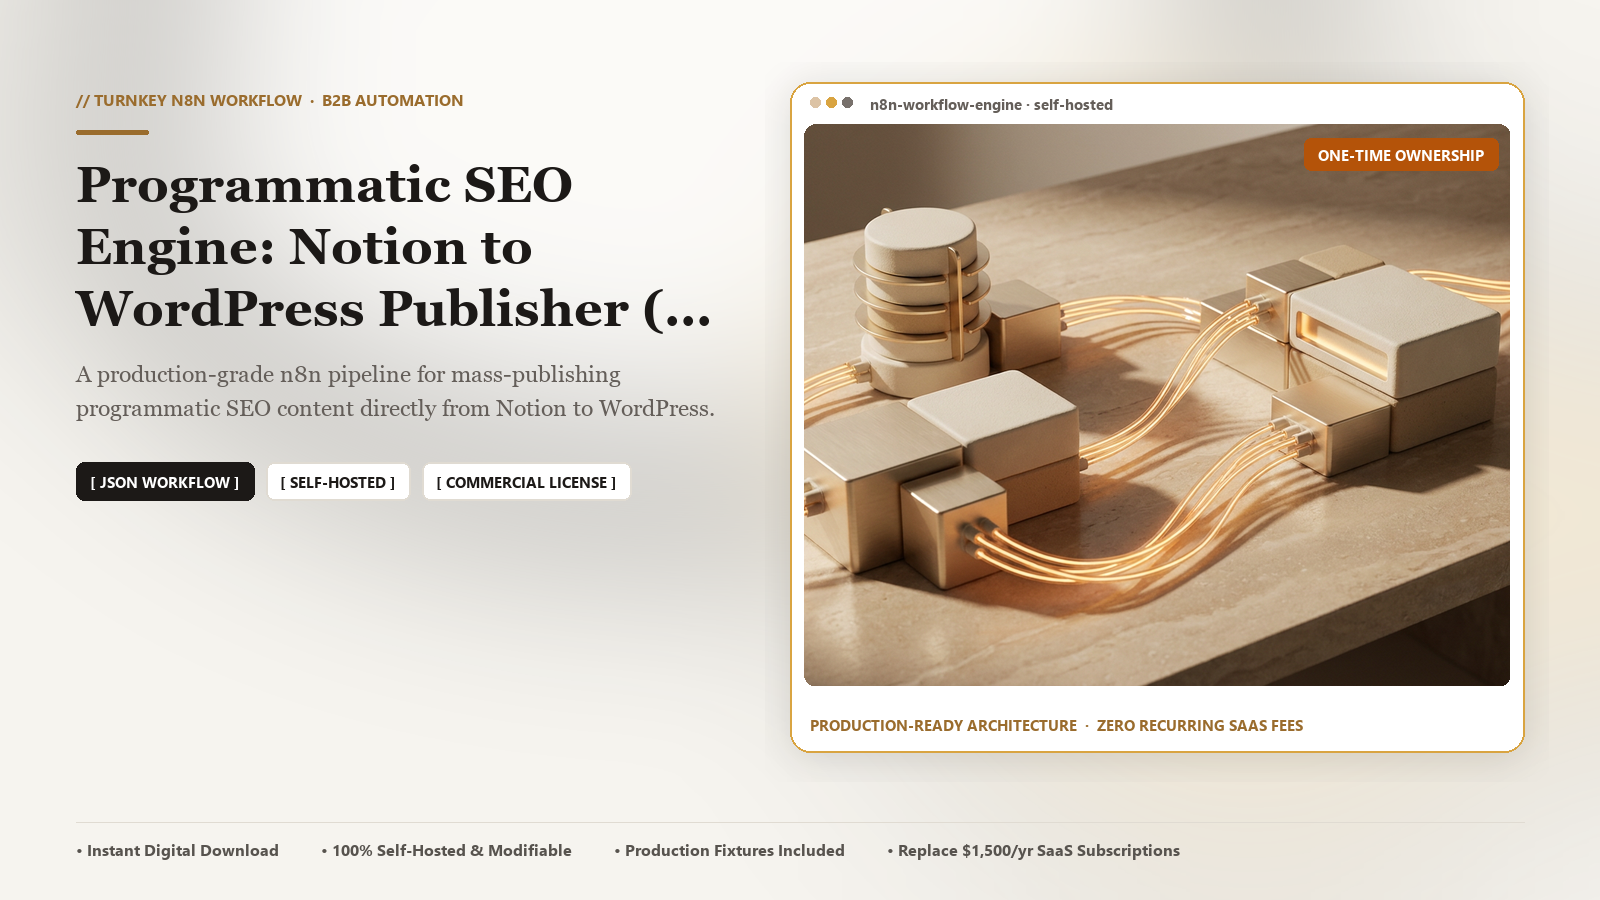 // TURNKEY N8N WORKFLOW · B2B AUTOMATION
Programmatic SEO
Engine: Notion to
WordPress Publisher (...
A production-grade n8n pipeline for mass-publishing
programmatic SEO content directly from Notion to WordPress.
[ JSON WORKFLOW ] [ SELF-HOSTED ] [ COMMERCIAL LICENSE ]
n8n-workflow-engine · self-hosted
ONE-TIME OWNERSHIP
PRODUCTION-READY ARCHITECTURE · ZERO RECURRING SAAS FEES
• Instant Digital Download • 100% Self-Hosted & Modifiable • Production Fixtures Included • Replace $1,500/yr SaaS Subscriptions